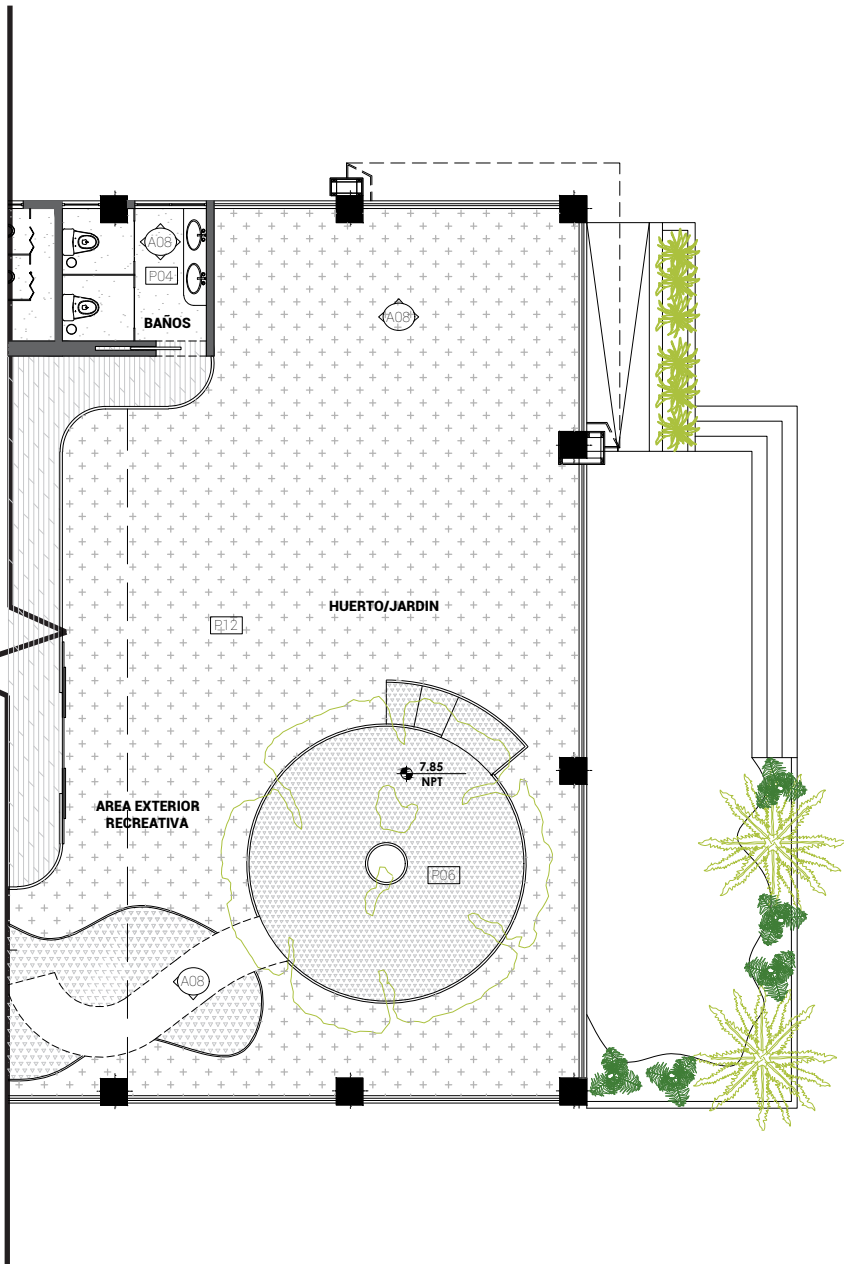 A08
P04
BAÑOS
A08
HUERTO/JARDIN
P12
7.85
NPT
AREA EXTERIOR
RECREATIVA
P06
A08